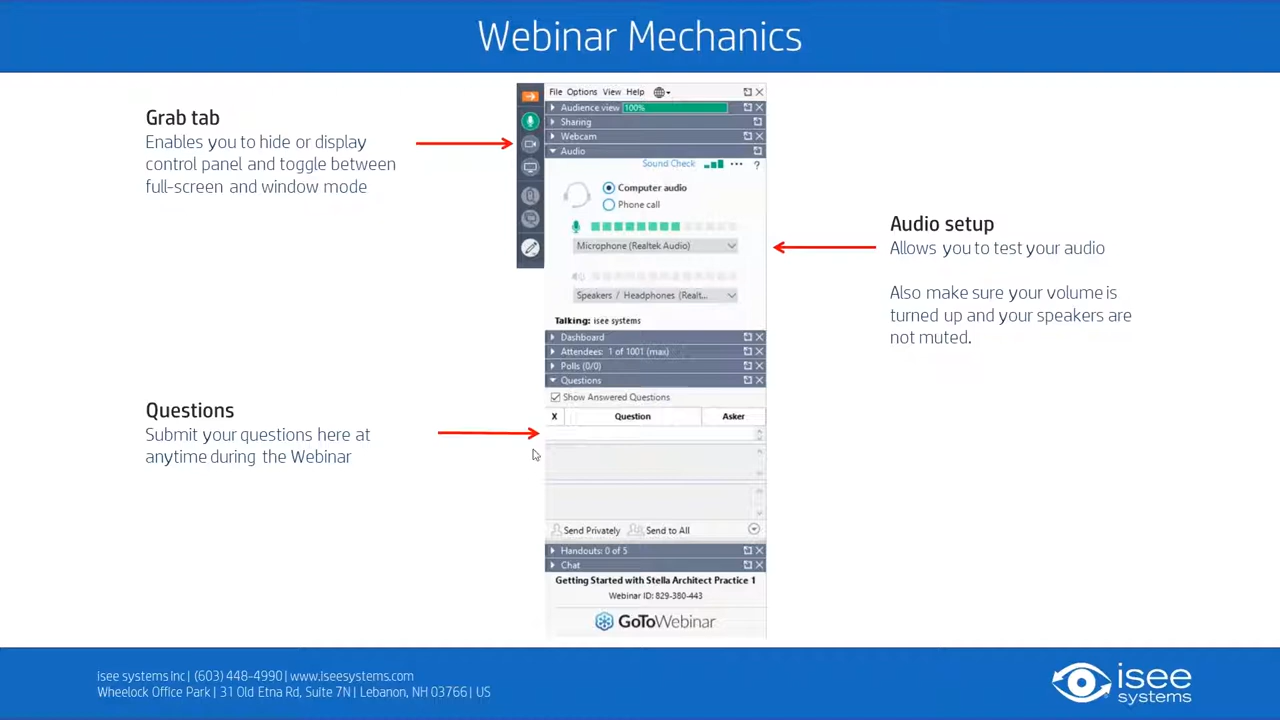 Webinar Mechanics
Grab tab
Enables you to hide or display
control panel and toggle between
full-screen and window mode
File Options View Help
Audience view 100%
Sharing
Webcam
Audio
Sound Check ?
Computer audio
Phone call
Microphone (Realtek Audio)
Speakers / Headphones (Realt...
Talking: isee systems
Dashboard
Attendees: 1 of 1001 (max)
Polls (0/0)
Questions
Show Answered Questions
X Question Asker
Send Privately Send to All
Handouts: 0 of 5
Chat
Getting Started with Stella Architect Practice 1
Webinar ID: 829-380-443
GoToWebinar
Audio setup
Allows you to test your audio
Also make sure your volume is
turned up and your speakers are
not muted.
Questions
Submit your questions here at
anytime during the Webinar
isee systems inc | (603) 448-4990 | www.iseesystems.com
Wheelock Office Park | 31 Old Etna Rd, Suite 7N | Lebanon, NH 03766 | US
isee
systems